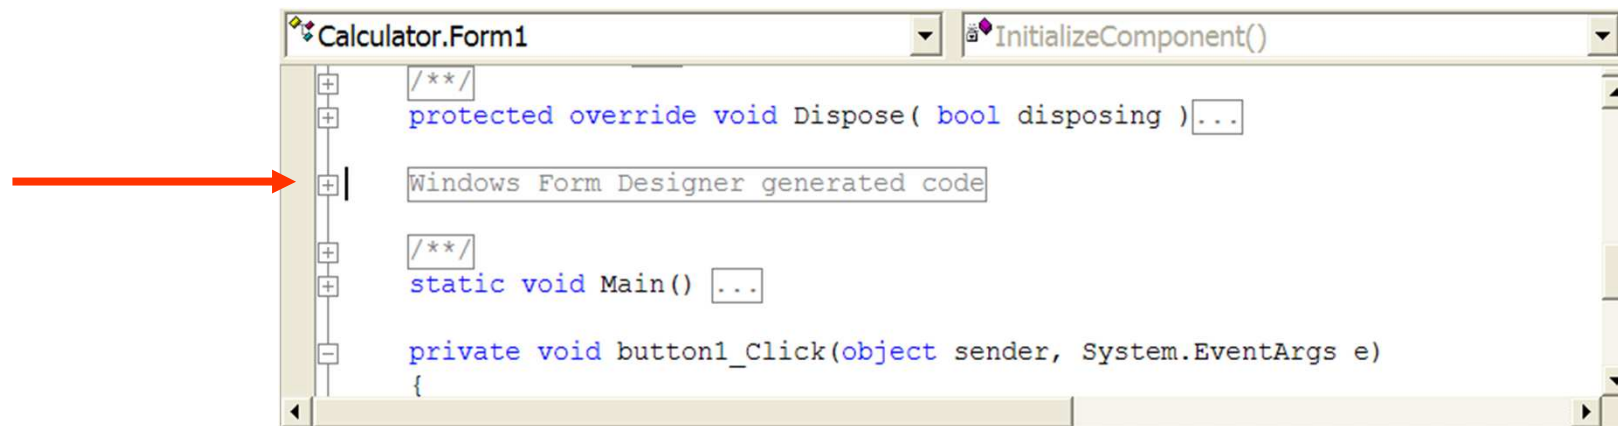 Calculator.Form1 InitializeComponent()
/**/
protected override void Dispose( bool disposing )...
Windows Form Designer generated code
/**/
static void Main() ...
private void button1_Click(object sender, System.EventArgs e)
{